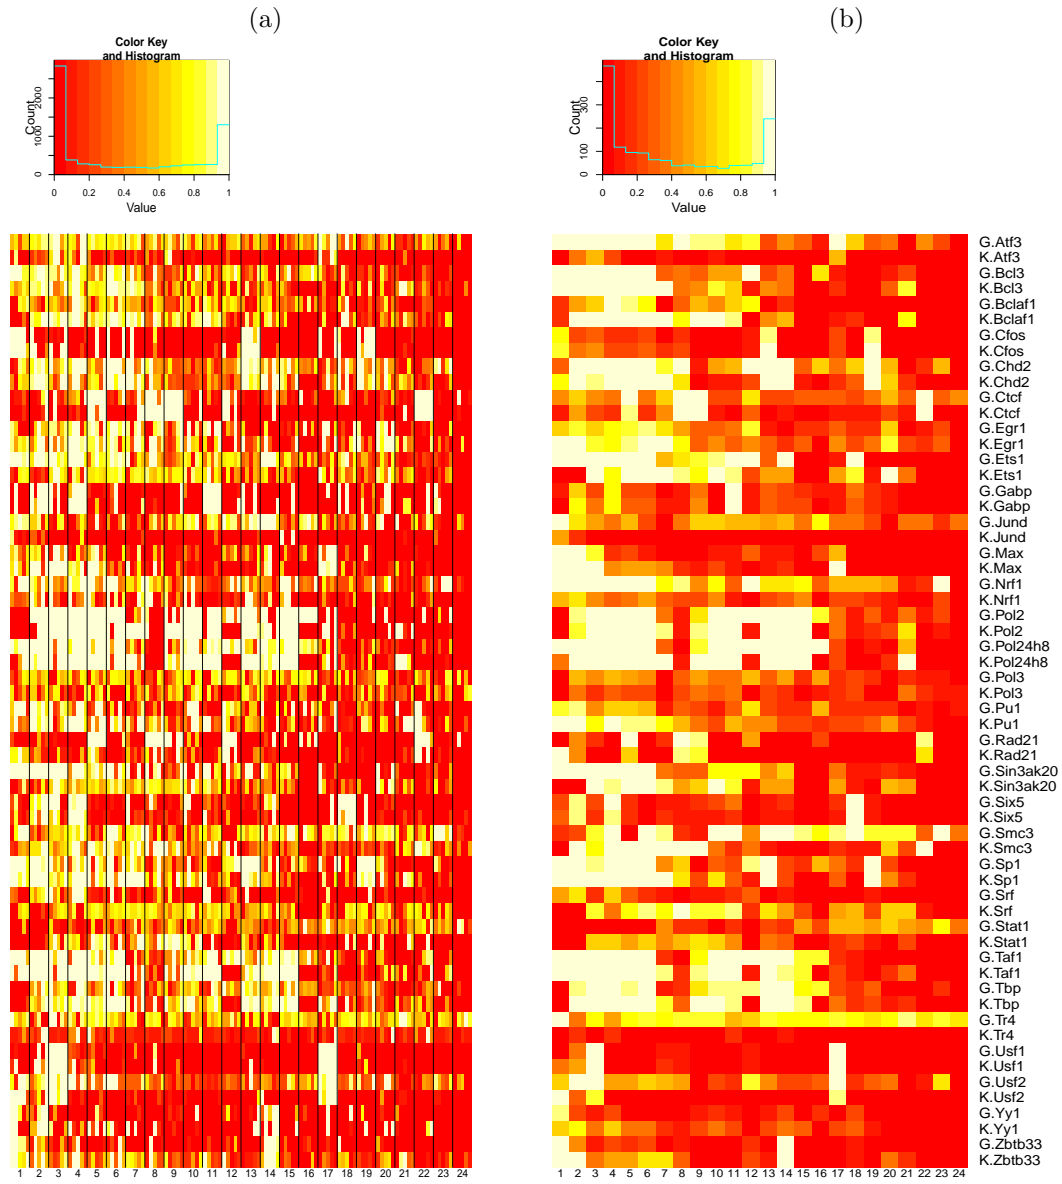 (a)
(b)
Color Key
and Histogram
Count
0
1000
2000
0
0.2
0.4
0.6
0.8
1
Value
Color Key
and Histogram
Count
0
100
300
0
0.2
0.4
0.6
0.8
1
Value
G.Atf3
K.Atf3
G.Bcl3
K.Bcl3
G.Bclaf1
K.Bclaf1
G.Cfos
K.Cfos
G.Chd2
K.Chd2
G.Ctcf
K.Ctcf
G.Egr1
K.Egr1
G.Ets1
K.Ets1
G.Gabp
K.Gabp
G.Jund
K.Jund
G.Max
K.Max
G.Nrf1
K.Nrf1
G.Pol2
K.Pol2
G.Pol24h8
K.Pol24h8
G.Pol3
K.Pol3
G.Pu1
K.Pu1
G.Rad21
K.Rad21
G.Sin3ak20
K.Sin3ak20
G.Six5
K.Six5
G.Smc3
K.Smc3
G.Sp1
K.Sp1
G.Srf
K.Srf
G.Stat1
K.Stat1
G.Taf1
K.Taf1
G.Tbp
K.Tbp
G.Tr4
K.Tr4
G.Usf1
K.Usf1
G.Usf2
K.Usf2
G.Yy1
K.Yy1
G.Zbtb33
K.Zbtb33
1 2 3 4 5 6 7 8 9 10 11 12 13 14 15 16 17 18 19 20 21 22 23 24
1 2 3 4 5 6 7 8 9 10 11 12 13 14 15 16 17 18 19 20 21 22 23 24